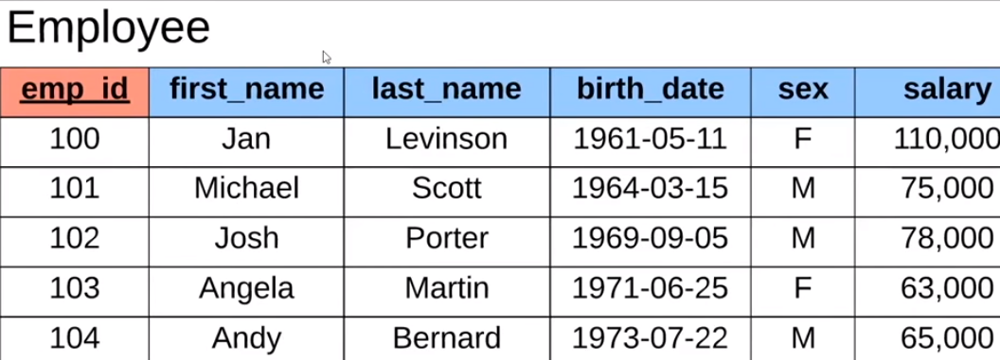 Employee
emp_id first_name last_name birth_date sex salary
100 Jan Levinson 1961-05-11 F 110,000
101 Michael Scott 1964-03-15 M 75,000
102 Josh Porter 1969-09-05 M 78,000
103 Angela Martin 1971-06-25 F 63,000
104 Andy Bernard 1973-07-22 M 65,000